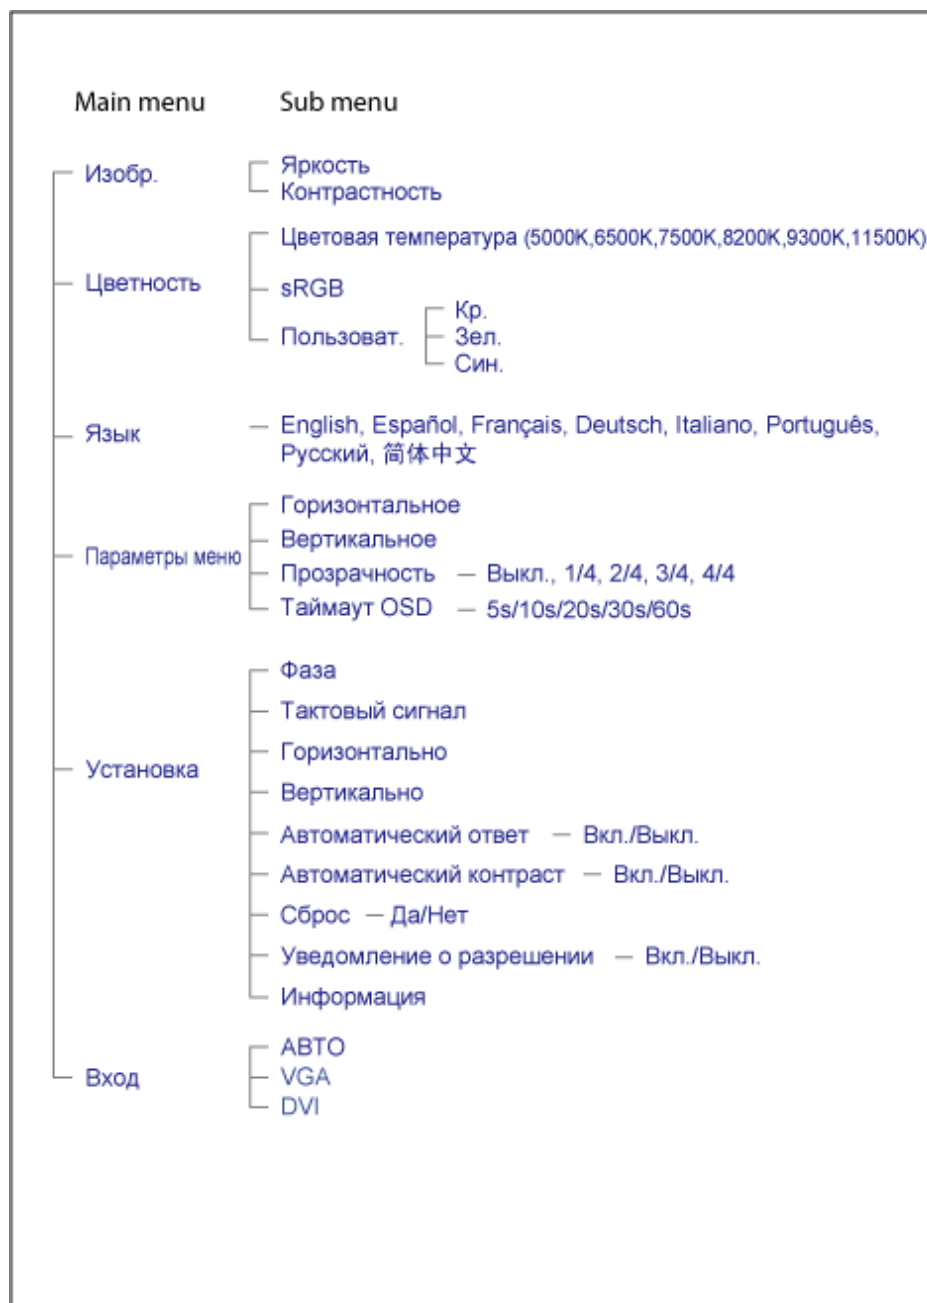 Main menu Sub menu
Изобр.
Яркость
Контрастность
Цветность
Цветовая температура (5000K,6500K,7500K,8200K,9300K,11500K)
sRGB
Пользоват.
Кр.
Зел.
Син.
Язык
English, Español, Français, Deutsch, Italiano, Português,
Русский, 简体中文
Параметры меню
Горизонтальное
Вертикальное
Прозрачность — Выкл., 1/4, 2/4, 3/4, 4/4
Таймаут OSD — 5s/10s/20s/30s/60s
Установка
Фаза
Тактовый сигнал
Горизонтально
Вертикально
Автоматический ответ — Вкл./Выкл.
Автоматический контраст — Вкл./Выкл.
Сброс — Да/Нет
Уведомление о разрешении — Вкл./Выкл.
Информация
Вход
АВТО
VGA
DVI